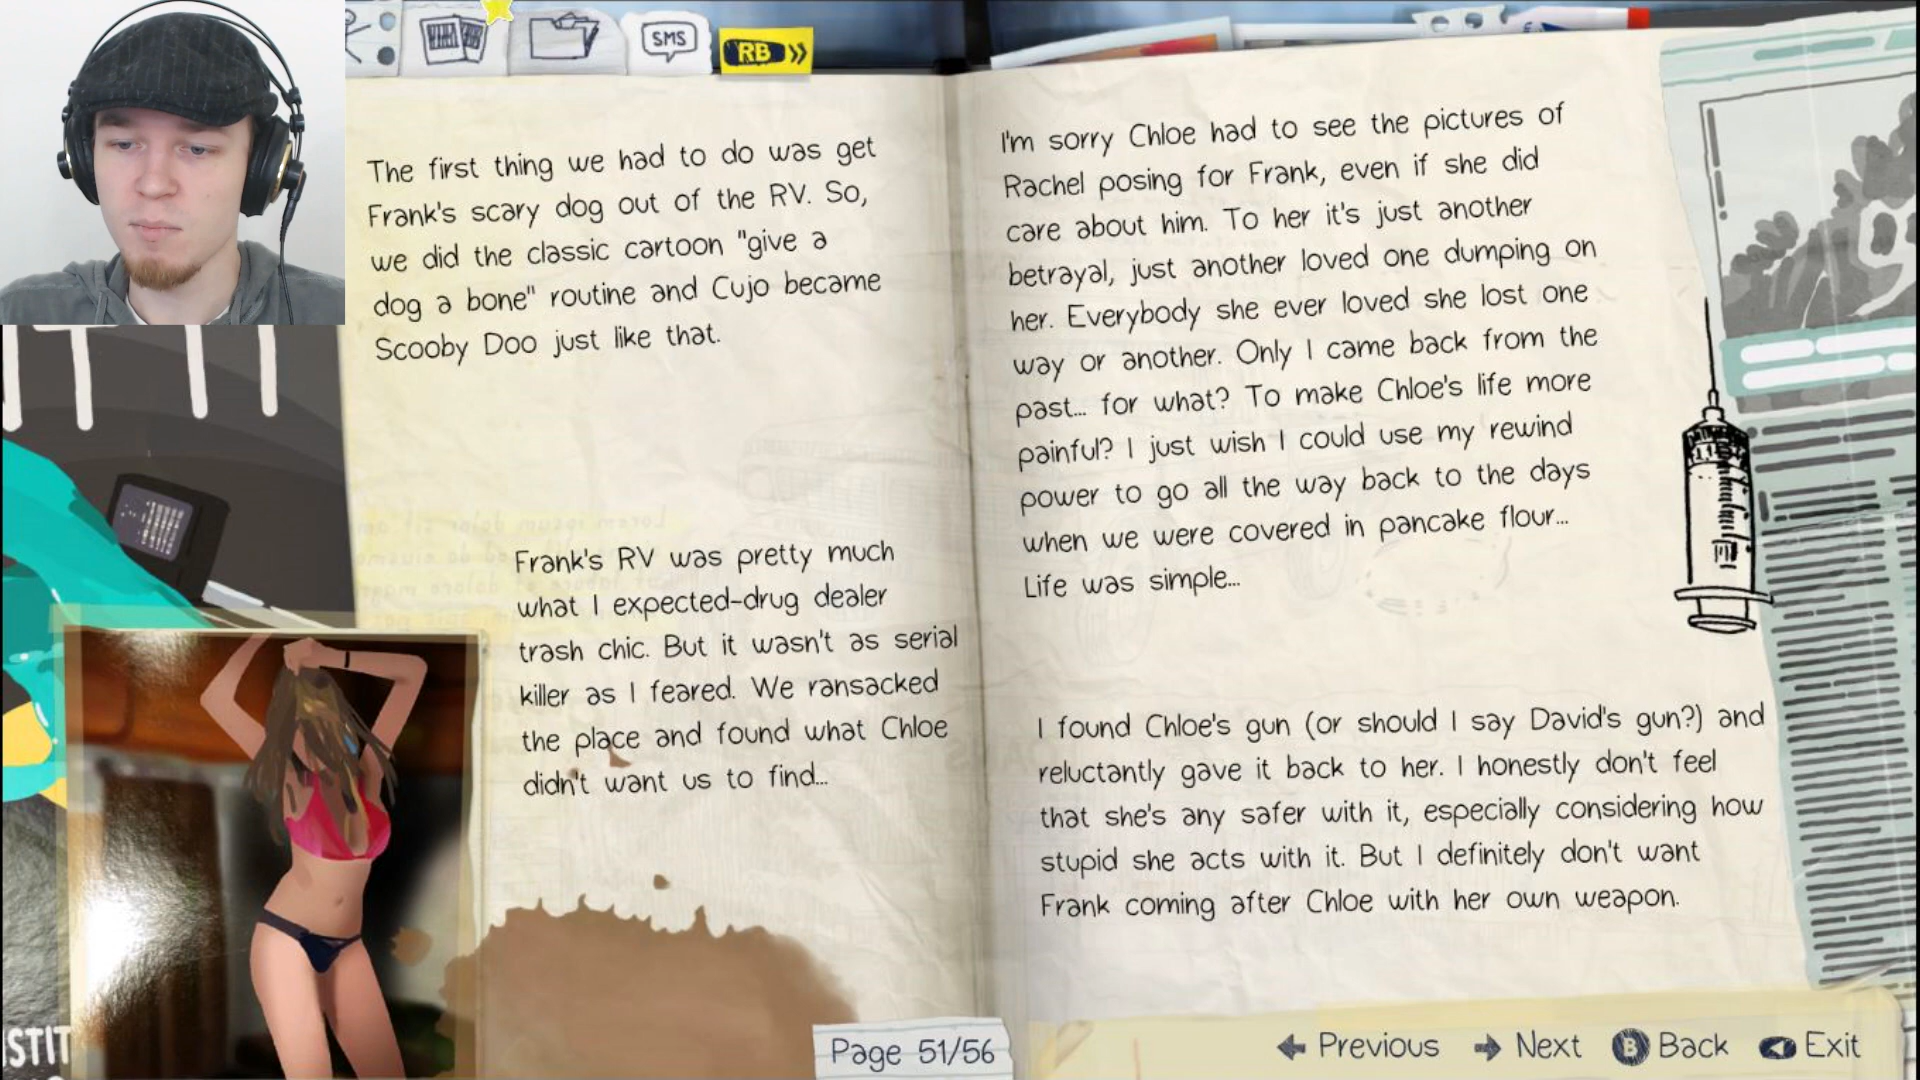 SMS
RB
The first thing we had to do was get
Frank's scary dog out of the RV. So,
we did the classic cartoon "give a
dog a bone" routine and Cujo became
Scooby Doo just like that.
Frank's RV was pretty much
what I expected-drug dealer
trash chic. But it wasn't as serial
killer as I feared. We ransacked
the place and found what Chloe
didn't want us to find...
I'm sorry Chloe had to see the pictures of
Rachel posing for Frank, even if she did
care about him. To her it's just another
betrayal, just another loved one dumping on
her. Everybody she ever loved she lost one
way or another. Only I came back from the
past... for what? To make Chloe's life more
painful? I just wish I could use my rewind
power to go all the way back to the days
when we were covered in pancake flour...
Life was simple...
I found Chloe's gun (or should I say David's gun?) and
reluctantly gave it back to her. I honestly don't feel
that she's any safer with it, especially considering how
stupid she acts with it. But I definitely don't want
Frank coming after Chloe with her own weapon.
STIT
Page 51/56
Previous
Next
B Back
Exit